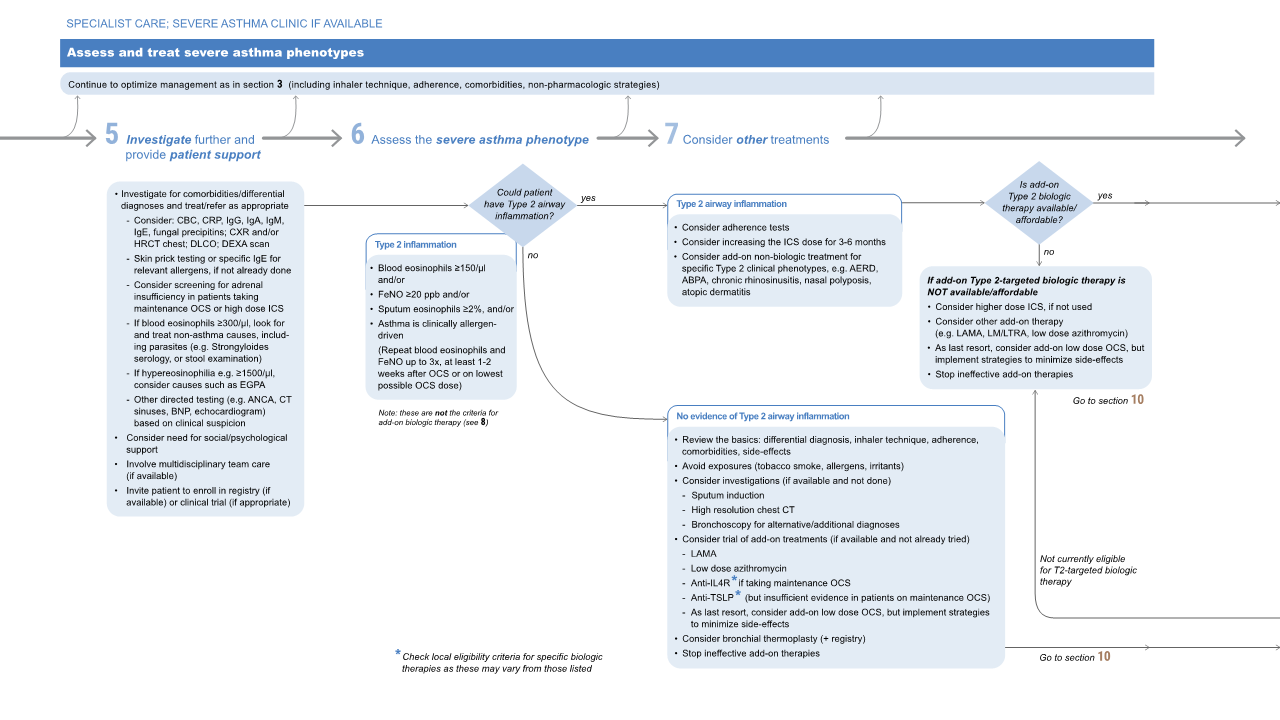 SPECIALIST CARE; SEVERE ASTHMA CLINIC IF AVAILABLE
Assess and treat severe asthma phenotypes
Continue to optimize management as in section 3 (including inhaler technique, adherence, comorbidities, non-pharmacologic strategies)
5 Investigate further and
provide patient support
• Investigate for comorbidities/differential
diagnoses and treat/refer as appropriate
- Consider: CBC, CRP, IgG, IgA, IgM,
IgE, fungal precipitins; CXR and/or
HRCT chest; DLCO; DEXA scan
- Skin prick testing or specific IgE for
relevant allergens, if not already done
- Consider screening for adrenal
insufficiency in patients taking
maintenance OCS or high dose ICS
- If blood eosinophils ≥300/μl, look for
and treat non-asthma causes, includ-
ing parasites (e.g. Strongyloides
serology, or stool examination)
- If hypereosinophilia e.g. ≥1500/μl,
consider causes such as EGPA
- Other directed testing (e.g. ANCA, CT
sinuses, BNP, echocardiogram)
based on clinical suspicion
• Consider need for social/psychological
support
• Involve multidisciplinary team care
(if available)
• Invite patient to enroll in registry (if
available) or clinical trial (if appropriate)
6 Assess the severe asthma phenotype
Could patient
have Type 2 airway
inflammation?
yes
no
Type 2 inflammation
• Blood eosinophils ≥150/μl
and/or
• FeNO ≥20 ppb and/or
• Sputum eosinophils ≥2%, and/or
• Asthma is clinically allergen-
driven
(Repeat blood eosinophils and
FeNO up to 3x, at least 1-2
weeks after OCS or on lowest
possible OCS dose)
Note: these are not the criteria for
add-on biologic therapy (see 8)
* Check local eligibility criteria for specific biologic
therapies as these may vary from those listed
7 Consider other treatments
Type 2 airway inflammation
• Consider adherence tests
• Consider increasing the ICS dose for 3-6 months
• Consider add-on non-biologic treatment for
specific Type 2 clinical phenotypes, e.g. AERD,
ABPA, chronic rhinosinusitis, nasal polyposis,
atopic dermatitis
Is add-on
Type 2 biologic
therapy available/
affordable?
yes
no
If add-on Type 2-targeted biologic therapy is
NOT available/affordable
• Consider higher dose ICS, if not used
• Consider other add-on therapy
(e.g. LAMA, LM/LTRA, low dose azithromycin)
• As last resort, consider add-on low dose OCS, but
implement strategies to minimize side-effects
• Stop ineffective add-on therapies
Go to section 10
No evidence of Type 2 airway inflammation
• Review the basics: differential diagnosis, inhaler technique, adherence,
comorbidities, side-effects
• Avoid exposures (tobacco smoke, allergens, irritants)
• Consider investigations (if available and not done)
- Sputum induction
- High resolution chest CT
- Bronchoscopy for alternative/additional diagnoses
• Consider trial of add-on treatments (if available and not already tried)
- LAMA
- Low dose azithromycin
- Anti-IL4R* if taking maintenance OCS
- Anti-TSLP* (but insufficient evidence in patients on maintenance OCS)
- As last resort, consider add-on low dose OCS, but implement strategies
to minimize side-effects
• Consider bronchial thermoplasty (+ registry)
• Stop ineffective add-on therapies
Not currently eligible
for T2-targeted biologic
therapy
Go to section 10